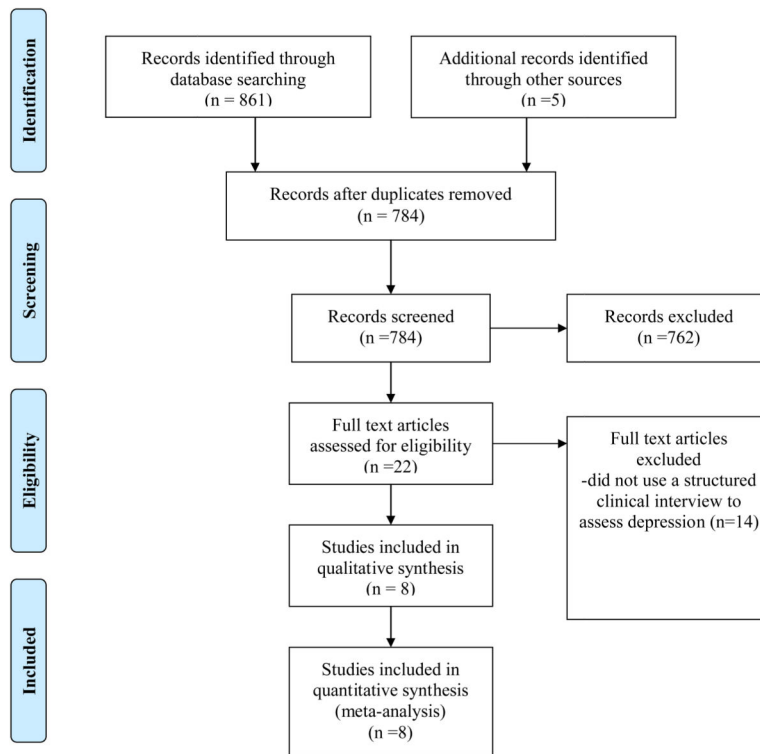 Identification
Records identified through
database searching
(n = 861)
Additional records identified
through other sources
(n =5)
Records after duplicates removed
(n = 784)
Screening
Records screened
(n =784)
Records excluded
(n =762)
Eligibility
Full text articles
assessed for eligibility
(n =22)
Full text articles
excluded
-did not use a structured
clinical interview to
assess depression (n=14)
Studies included in
qualitative synthesis
(n = 8)
Included
Studies included in
quantitative synthesis
(meta-analysis)
(n =8)